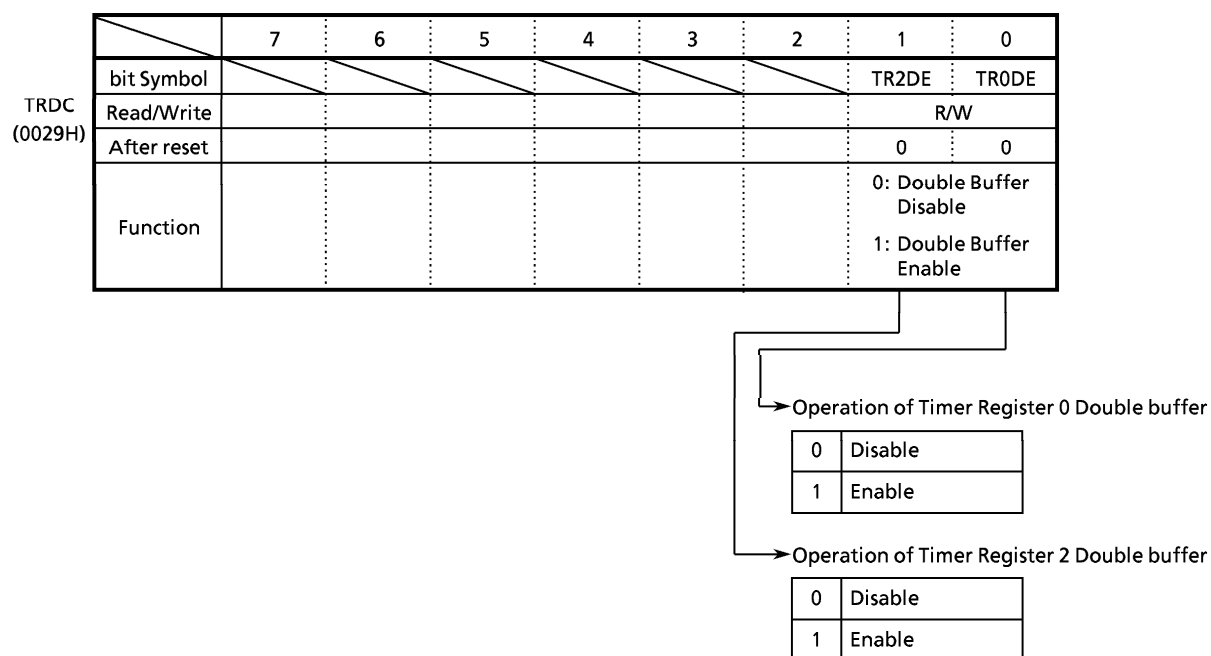 7 6 5 4 3 2 1 0
bit Symbol TR2DE TR0DE
TRDC
(0029H)
Read/Write R/W
After reset 0 0
Function
0: Double Buffer
Disable
1: Double Buffer
Enable
Operation of Timer Register 0 Double buffer
0 Disable
1 Enable
Operation of Timer Register 2 Double buffer
0 Disable
1 Enable